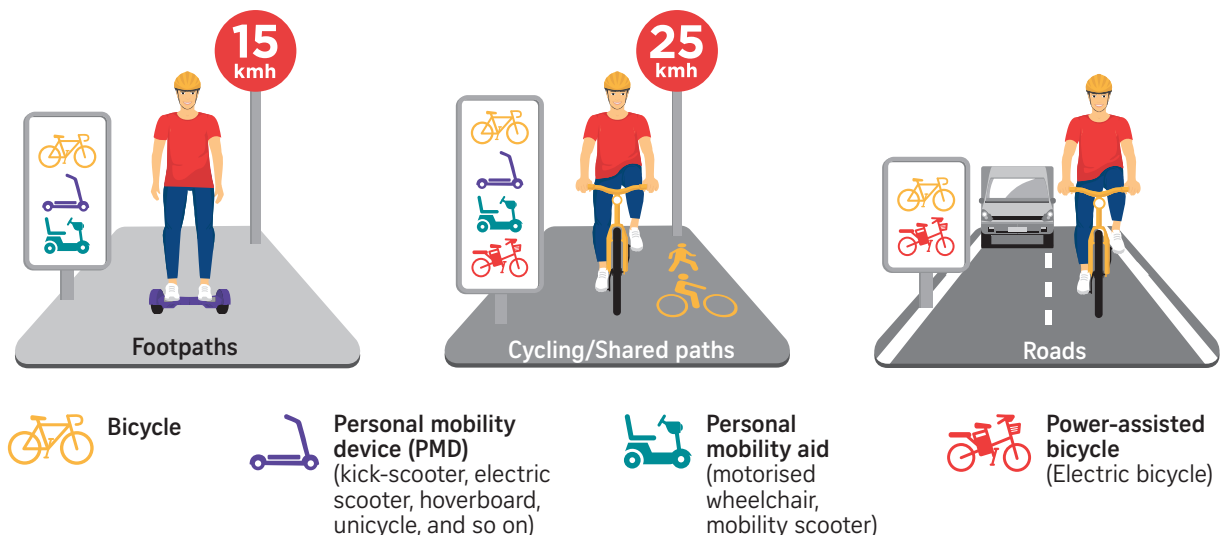 15
kmh
25
kmh
Footpaths
Cycling/Shared paths
Roads
Bicycle
Personal mobility
device (PMD)
(kick-scooter, electric
scooter, hoverboard,
unicycle, and so on)
Personal
mobility aid
(motorised
wheelchair,
mobility scooter)
Power-assisted
bicycle
(Electric bicycle)